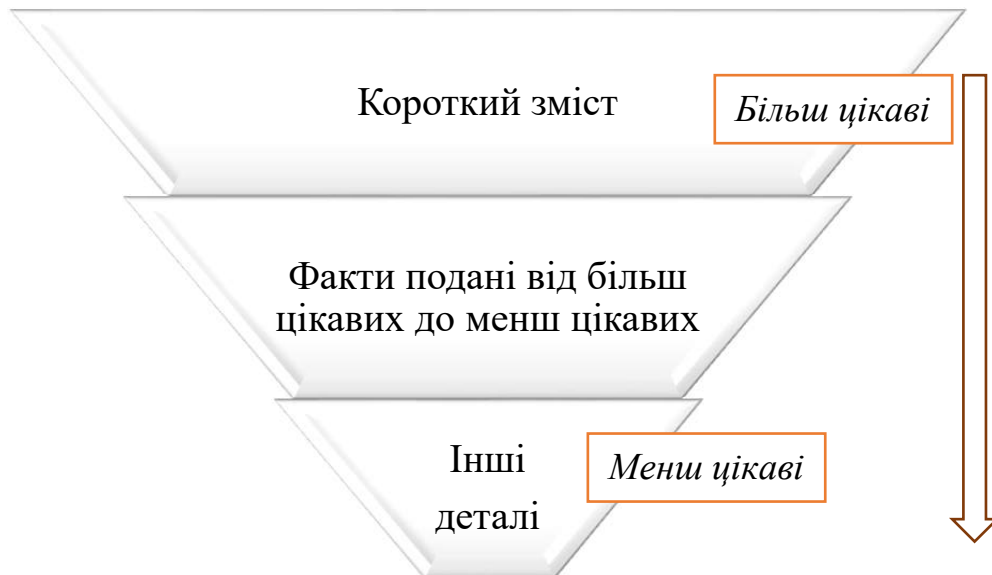 Короткий зміст
Більш цікаві
Факти подані від більш
цікавих до менш цікавих
Інші
деталі
Менш цікаві